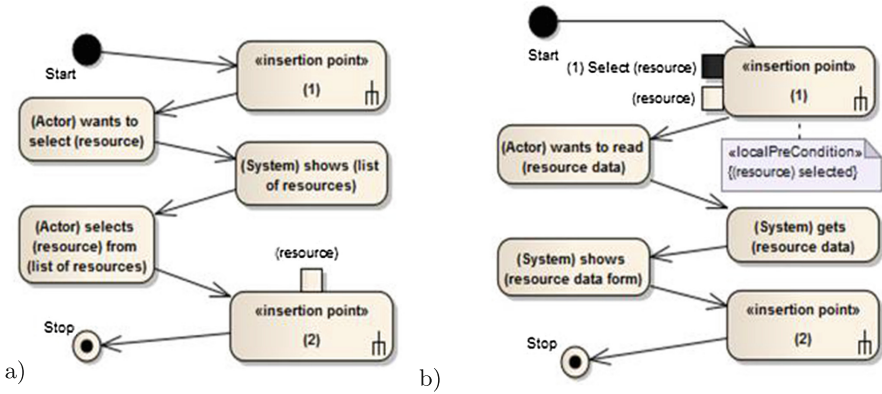 Start
«insertion point»
(1)
(Actor) wants to
select (resource)
(System) shows (list
of resources)
(Actor) selects
(resource) from
(list of resources)
(resource)
«insertion point»
(2)
Stop
a)
Start
(1) Select (resource)
(resource)
«insertion point»
(1)
(Actor) wants to read
(resource data)
«localPreCondition»
{(resource) selected}
(System) gets
(resource data)
(System) shows
(resource data form)
«insertion point»
(2)
Stop
b)